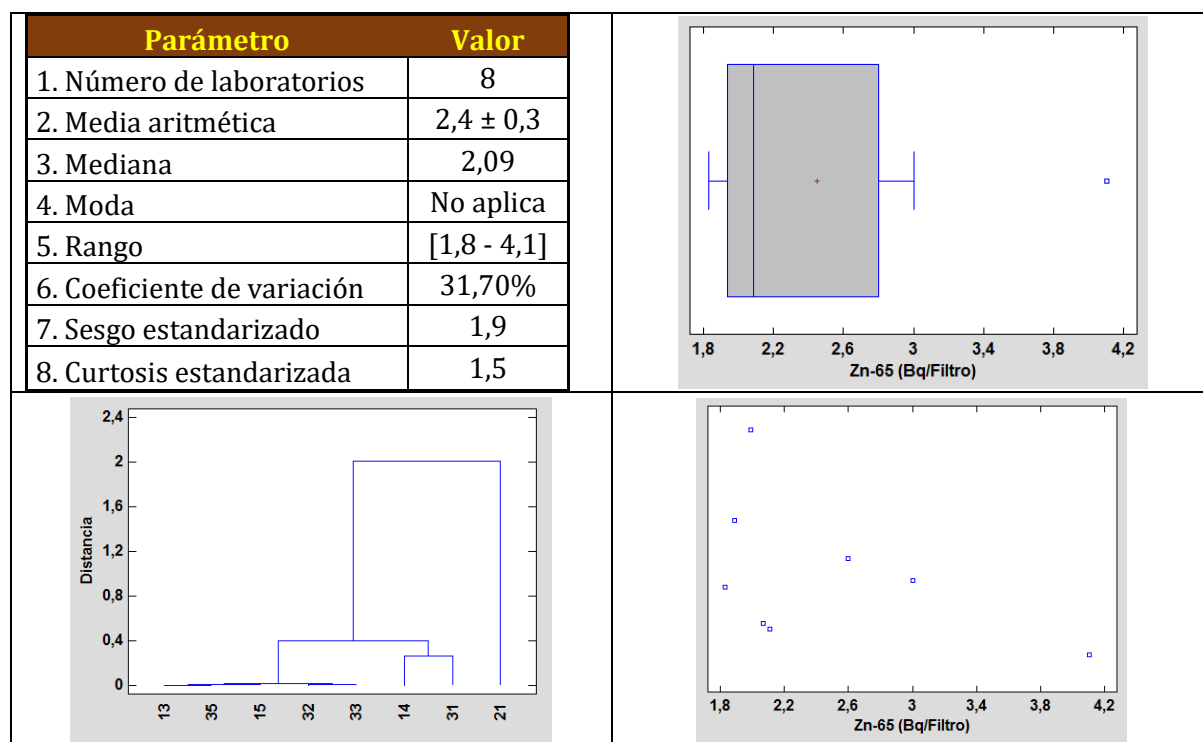 Parámetro Valor
1. Número de laboratorios 8
2. Media aritmética 2,4 ± 0,3
3. Mediana 2,09
4. Moda No aplica
5. Rango [1,8 - 4,1]
6. Coeficiente de variación 31,70%
7. Sesgo estandarizado 1,9
8. Curtosis estandarizada 1,5
1,8 2,2 2,6 3 3,4 3,8 4,2
Zn-65 (Bq/Filtro)
2,4
2
1,6
1,2
0,8
0,4
0
Distancia
13 35 15 32 33 14 31 21
1,8 2,2 2,6 3 3,4 3,8 4,2
Zn-65 (Bq/Filtro)